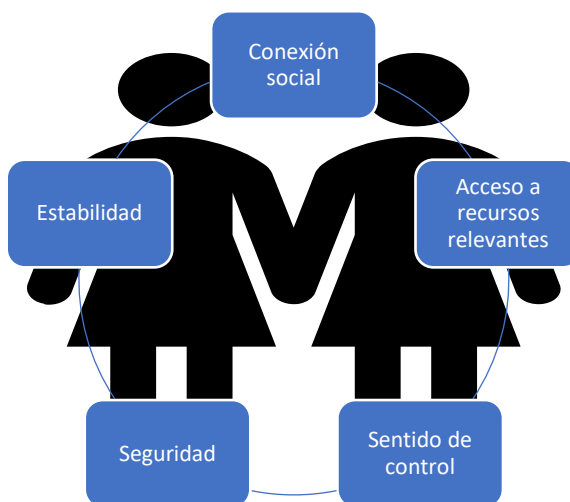 Conexión
social
Acceso a
recursos
relevantes
Sentido de
control
Seguridad
Estabilidad